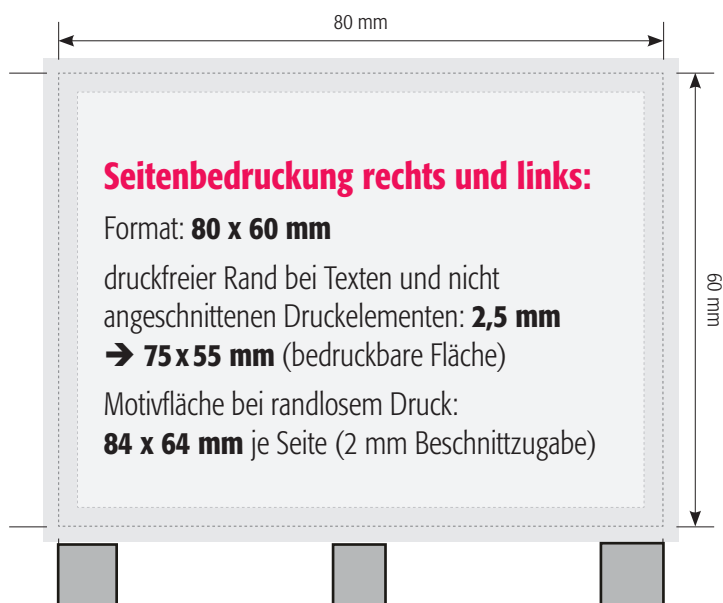 80 mm
Seitenbedruckung rechts und links:
Format: 80 x 60 mm
druckfreier Rand bei Texten und nicht
angeschnittenen Druckelementen: 2,5 mm
➔ 75 x 55 mm (bedruckbare Fläche)
Motivfläche bei randlosem Druck:
84 x 64 mm je Seite (2 mm Beschnittzugabe)
60 mm